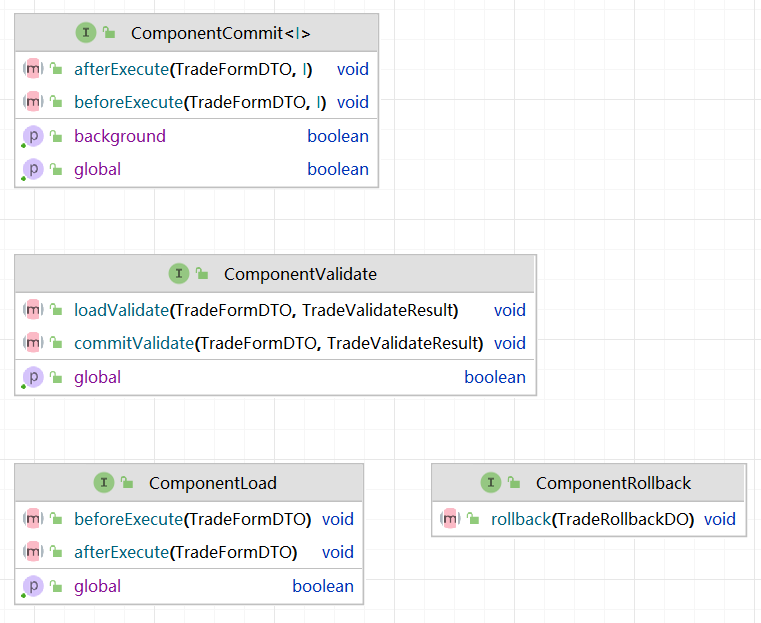 I ComponentCommit<I>
m afterExecute(TradeFormDTO, I) void
m beforeExecute(TradeFormDTO, I) void
p background boolean
p global boolean
I ComponentValidate
m loadValidate(TradeFormDTO, TradeValidateResult) void
m commitValidate(TradeFormDTO, TradeValidateResult) void
p global boolean
I ComponentLoad
m beforeExecute(TradeFormDTO) void
m afterExecute(TradeFormDTO) void
p global boolean
I ComponentRollback
m rollback(TradeRollbackDO) void